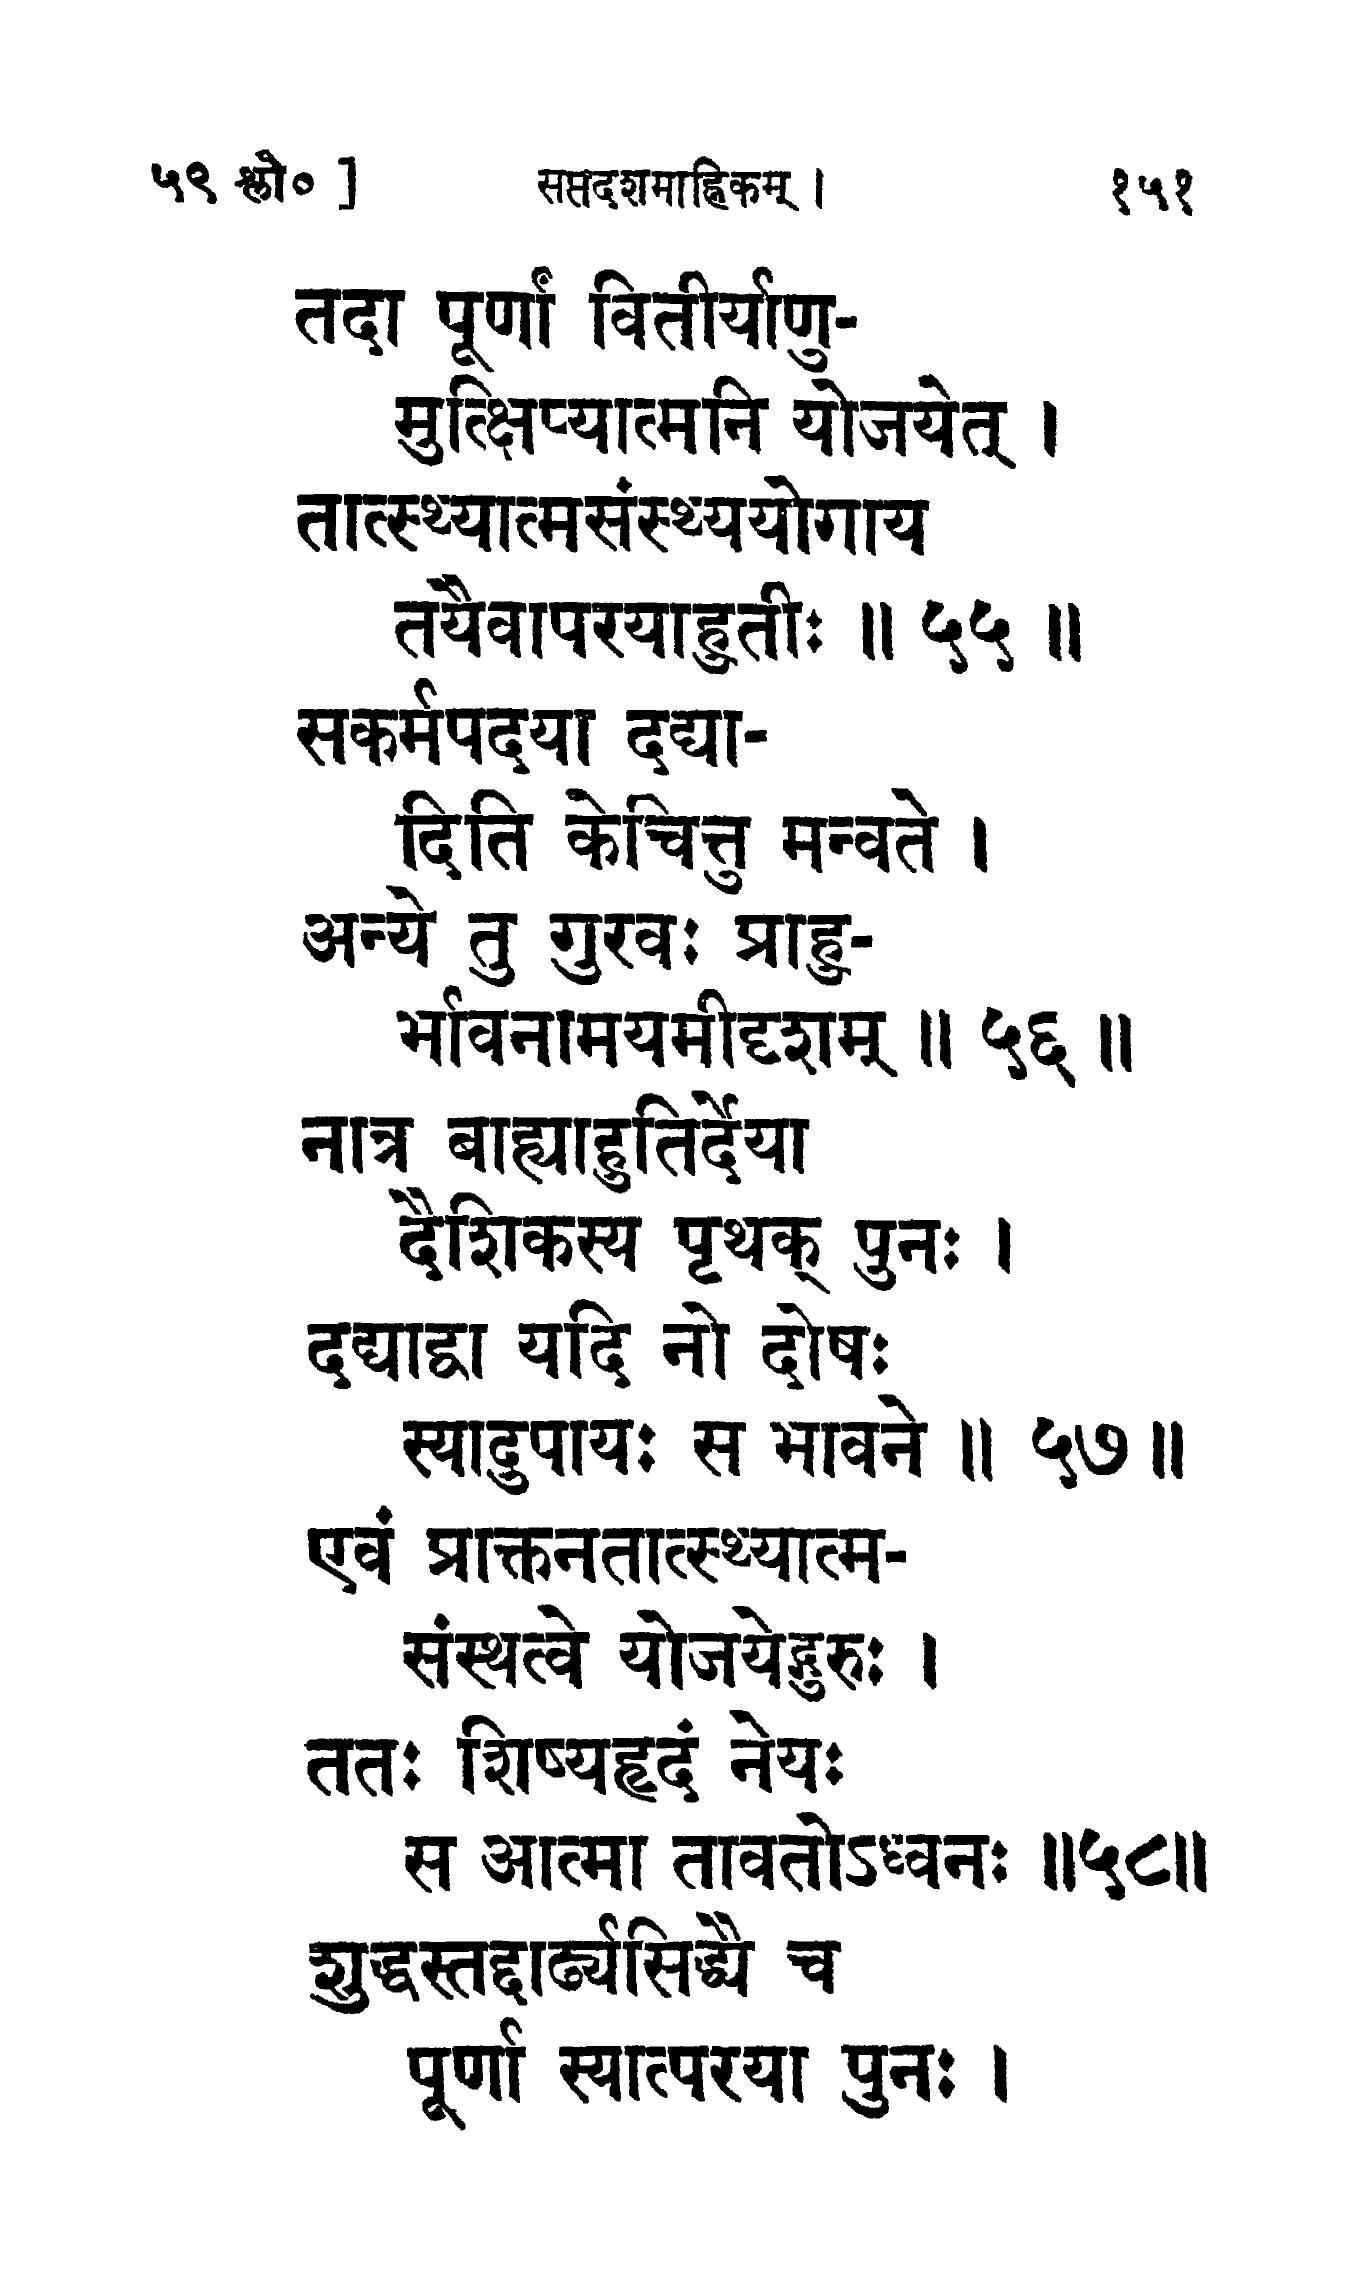 ५९ श्लो० ]
सप्तदशमाह्निकम् ।
१५१
तदा पूर्णां वितीर्याणु-
मुत्क्षिप्यात्मनि योजयेत् ।
तात्स्थ्यात्मसंस्थ्ययोगाय
तयैवापरयाहुतीः ॥ ५५ ॥
सकर्मपदया दद्या-
दिति केचित्तु मन्वते ।
अन्ये तु गुरवः प्राहु-
र्भावनामयमीदृशम् ॥ ५६ ॥
नात्र बाह्याहुतिर्देया
दैशिकस्य पृथक् पुनः ।
दद्याद्वा यदि नो दोषः
स्यादुपायः स भावने ॥ ५७ ॥
एवं प्राक्तनतात्स्थ्यात्म-
संस्थत्वे योजयेद्गुरुः ।
ततः शिष्यहृदं नेयः
स आत्मा तावतोऽध्वनः ॥५८॥
शुद्धस्तद्दार्ढ्यसिद्ध्यै च
पूर्णा स्यात्परया पुनः ।